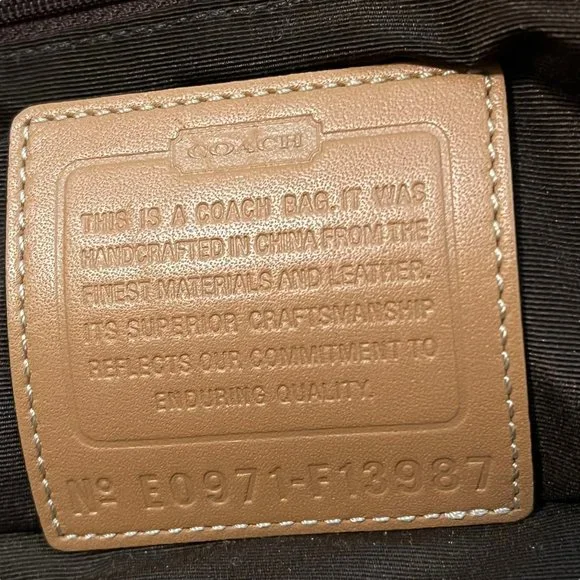 COACH
THIS IS A COACH BAG. IT WAS
HANDCRAFTED IN CHINA FROM THE
FINEST MATERIALS AND LEATHER.
ITS SUPERIOR CRAFTSMANSHIP
REFLECTS OUR COMMITMENT TO
ENDURING QUALITY.
Nº E0971-F13987